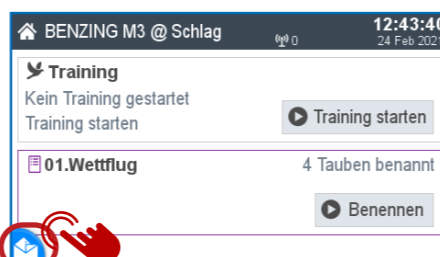 BENZING M3 @ Schlag 0 12:43:40
24 Feb 2021
Training
Kein Training gestartet
Training starten Training starten
01.Wettflug 4 Tauben benannt
Benennen